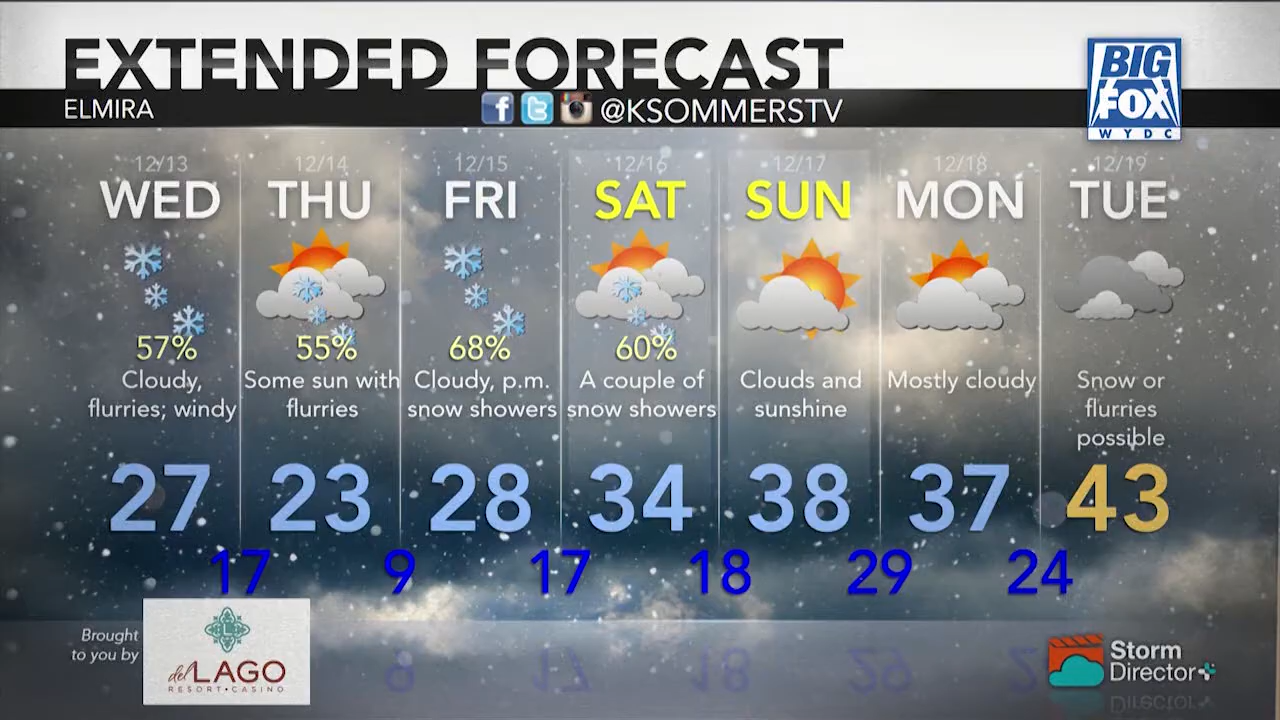 EXTENDED FORECAST
ELMIRA
@KSOMMERSTV
BIG
FOX
WYDC
12/13 12/14 12/15 12/16 12/17 12/18 12/19
WED THU FRI SAT SUN MON TUE
57% 55% 68% 60%
Cloudy, flurries; windy
Some sun with flurries
Cloudy, p.m. snow showers
A couple of snow showers
Clouds and sunshine
Mostly cloudy
Snow or flurries possible
27 23 28 34 38 37 43
17 9 17 18 29 24
Brought
to you by
del LAGO
RESORT•CASINO
Storm
Director+